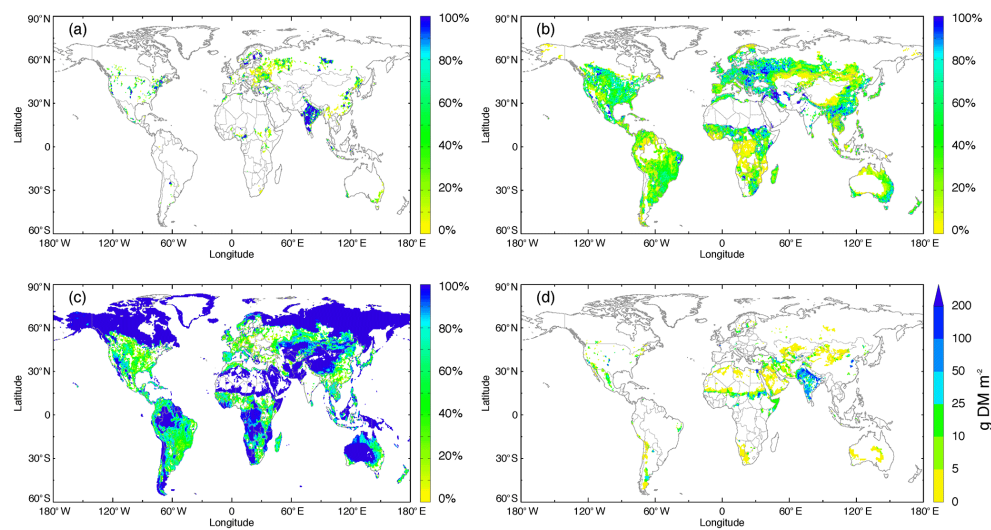 (a)
90° N
60° N
30° N
0
30° S
60° S
Latitude
180° W
120° W
60° W
0
60° E
120° E
180° E
Longitude
100%
80%
60%
40%
20%
0%
(b)
90° N
60° N
30° N
0
30° S
60° S
Latitude
180° W
120° W
60° W
0
60° E
120° E
180° E
Longitude
100%
80%
60%
40%
20%
0%
(c)
90° N
60° N
30° N
0
30° S
60° S
Latitude
180° W
120° W
60° W
0
60° E
120° E
180° E
Longitude
100%
80%
60%
40%
20%
0%
(d)
90° N
60° N
30° N
0
30° S
60° S
Latitude
180° W
120° W
60° W
0
60° E
120° E
180° E
Longitude
200
100
50
25
10
5
0
g DM m⁻²